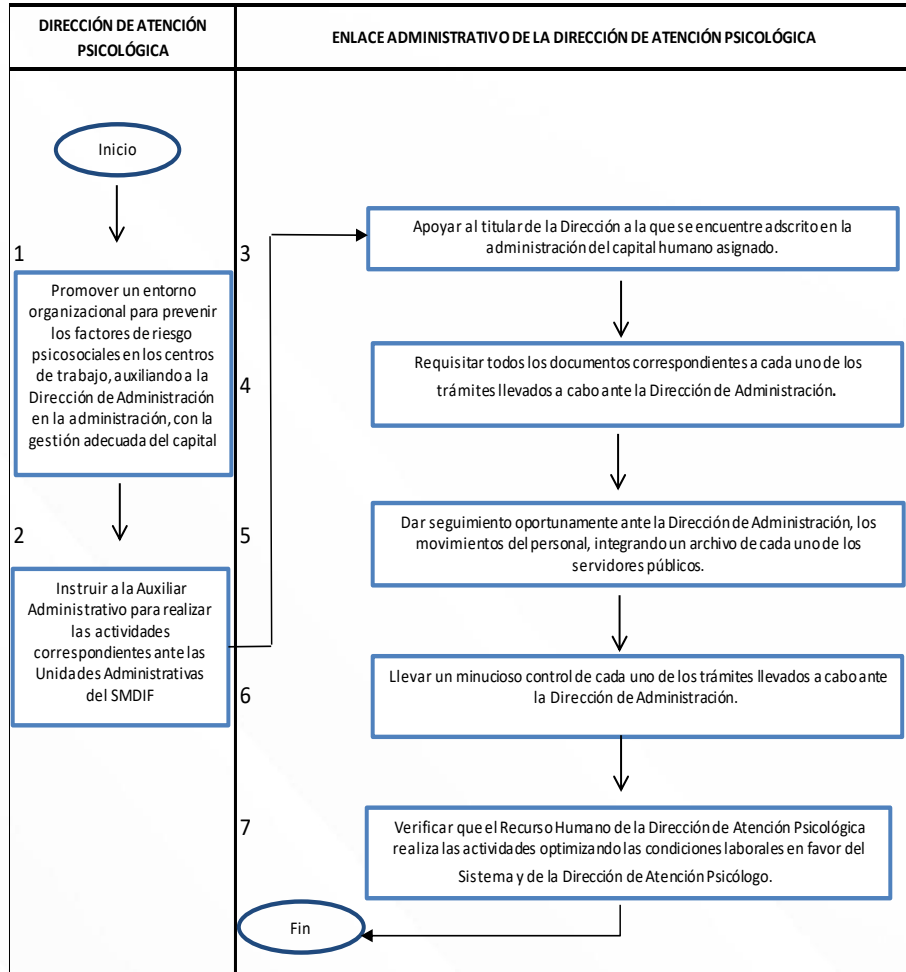 DIRECCIÓN DE ATENCIÓN
PSICOLÓGICA
ENLACE ADMINISTRATIVO DE LA DIRECCIÓN DE ATENCIÓN PSICOLÓGICA
Inicio
1
Promover un entorno
organizacional para prevenir
los factores de riesgo
psicosociales en los centros
de trabajo, auxiliando a la
Dirección de Administración
en la administración, con la
gestión adecuada del capital
2
Instruir a la Auxiliar
Administrativo para realizar
las actividades
correspondientes ante las
Unidades Administrativas
del SMDIF
3
Apoyar al titular de la Dirección a la que se encuentre adscrito en la
administración del capital humano asignado.
4
Requisitar todos los documentos correspondientes a cada uno de los
trámites llevados a cabo ante la Dirección de Administración.
5
Dar seguimiento oportunamente ante la Dirección de Administración, los
movimientos del personal, integrando un archivo de cada uno de los
servidores públicos.
6
Llevar un minucioso control de cada uno de los trámites llevados a cabo ante
la Dirección de Administración.
7
Verificar que el Recurso Humano de la Dirección de Atención Psicológica
realiza las actividades optimizando las condiciones laborales en favor del
Sistema y de la Dirección de Atención Psicólogo.
Fin